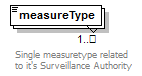 measureType
1..
Single measuretype related
to it's Surveillance Authority